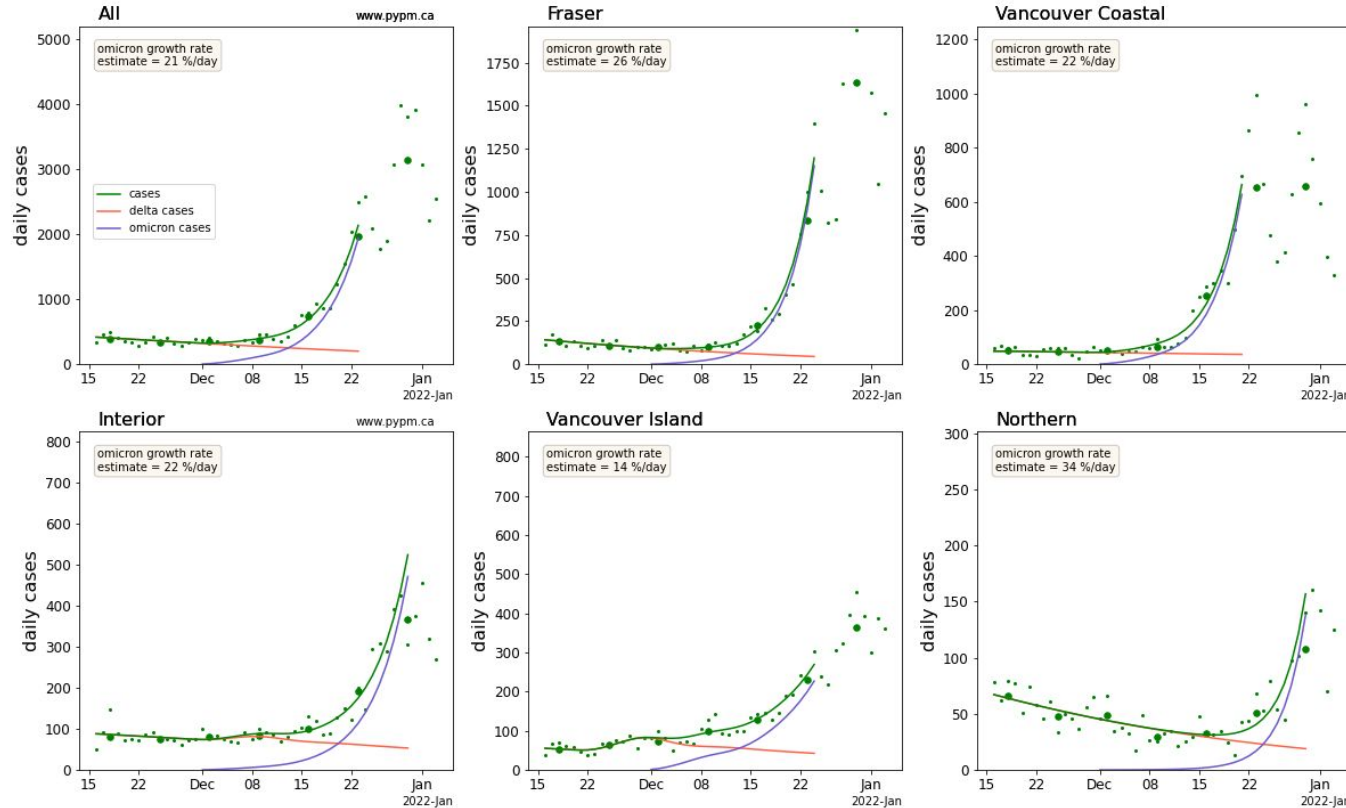 All
www.pypm.ca
omicron growth rate
estimate = 21 %/day
daily cases
5000
4000
3000
2000
1000
0
cases
delta cases
omicron cases
15
22
Dec
08
15
22
Jan
2022-Jan
Fraser
omicron growth rate
estimate = 26 %/day
daily cases
1750
1500
1250
1000
750
500
250
0
15
22
Dec
08
15
22
Jan
2022-Jan
Vancouver Coastal
omicron growth rate
estimate = 22 %/day
daily cases
1200
1000
800
600
400
200
0
15
22
Dec
08
15
22
Jan
2022-Jan
Interior
www.pypm.ca
omicron growth rate
estimate = 22 %/day
daily cases
800
700
600
500
400
300
200
100
0
15
22
Dec
08
15
22
Jan
2022-Jan
Vancouver Island
omicron growth rate
estimate = 14 %/day
daily cases
800
700
600
500
400
300
200
100
0
15
22
Dec
08
15
22
Jan
2022-Jan
Northern
omicron growth rate
estimate = 34 %/day
daily cases
300
250
200
150
100
50
0
15
22
Dec
08
15
22
Jan
2022-Jan